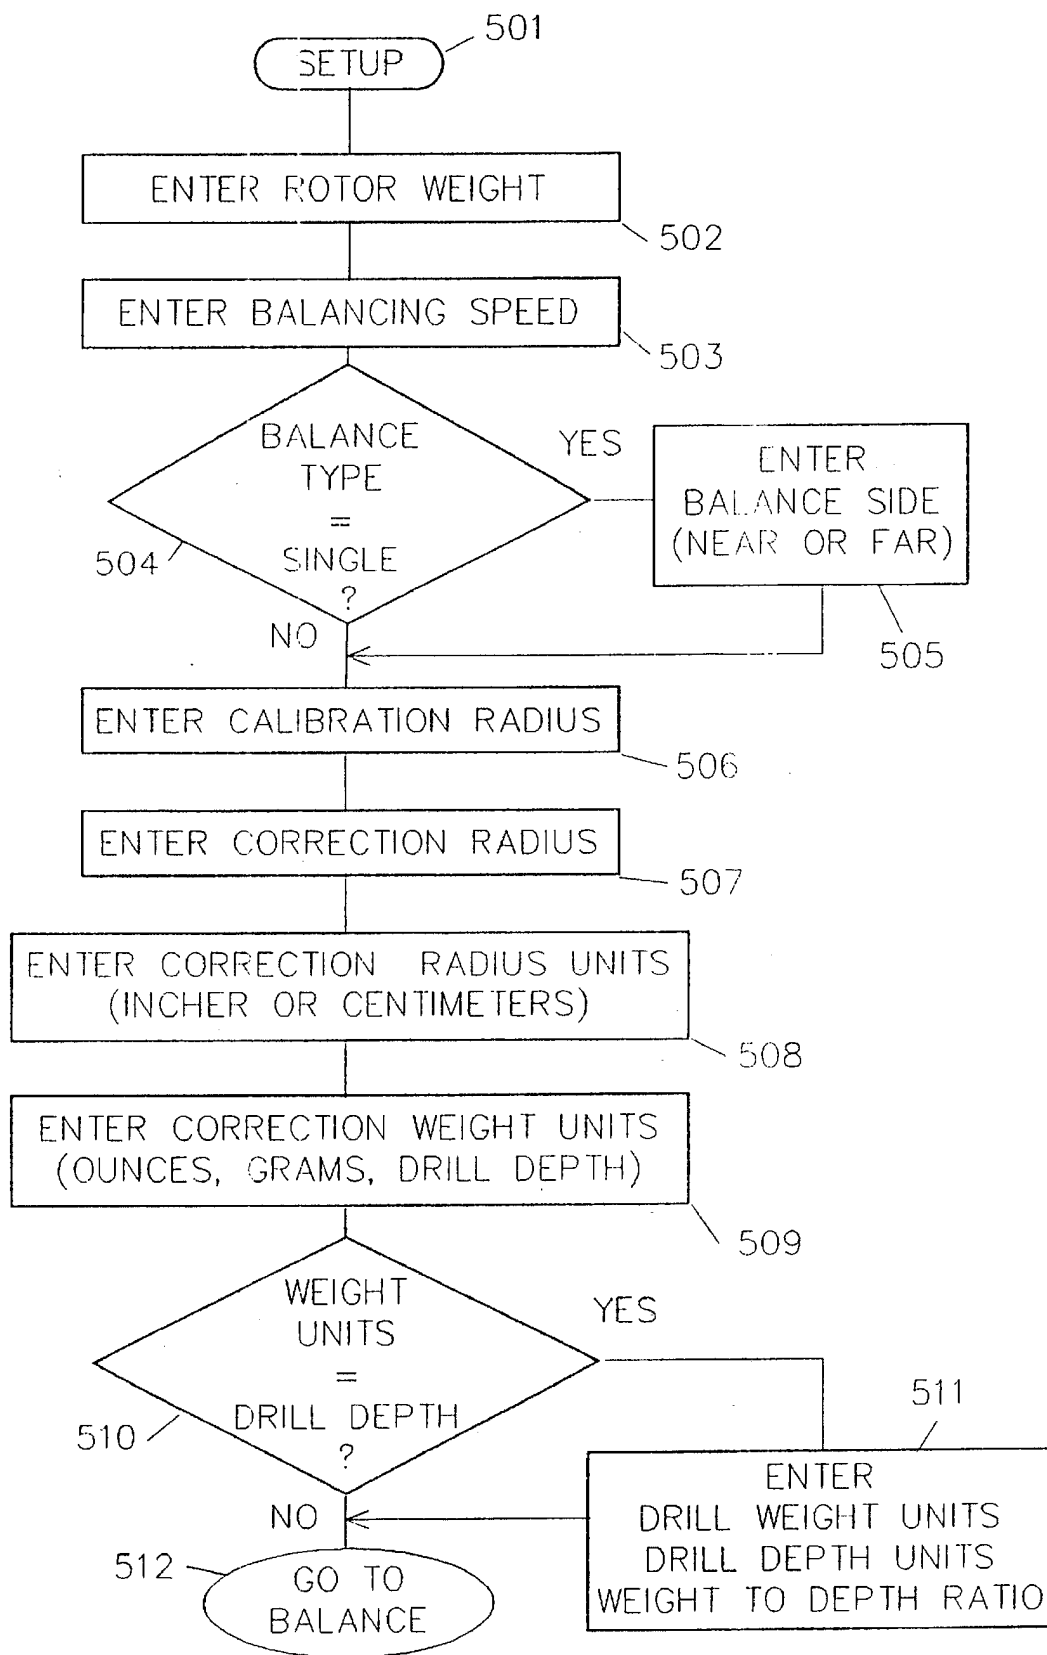 SETUP
501
ENTER ROTOR WEIGHT
502
ENTER BALANCING SPEED
503
BALANCE
TYPE
=
SINGLE
?
504
YES
ENTER
BALANCE SIDE
(NEAR OR FAR)
505
NO
ENTER CALIBRATION RADIUS
506
ENTER CORRECTION RADIUS
507
ENTER CORRECTION RADIUS UNITS
(INCHER OR CENTIMETERS)
508
ENTER CORRECTION WEIGHT UNITS
(OUNCES, GRAMS, DRILL DEPTH)
509
WEIGHT
UNITS
=
DRILL DEPTH
?
510
YES
511
ENTER
DRILL WEIGHT UNITS
DRILL DEPTH UNITS
WEIGHT TO DEPTH RATIO
NO
512
GO TO
BALANCE